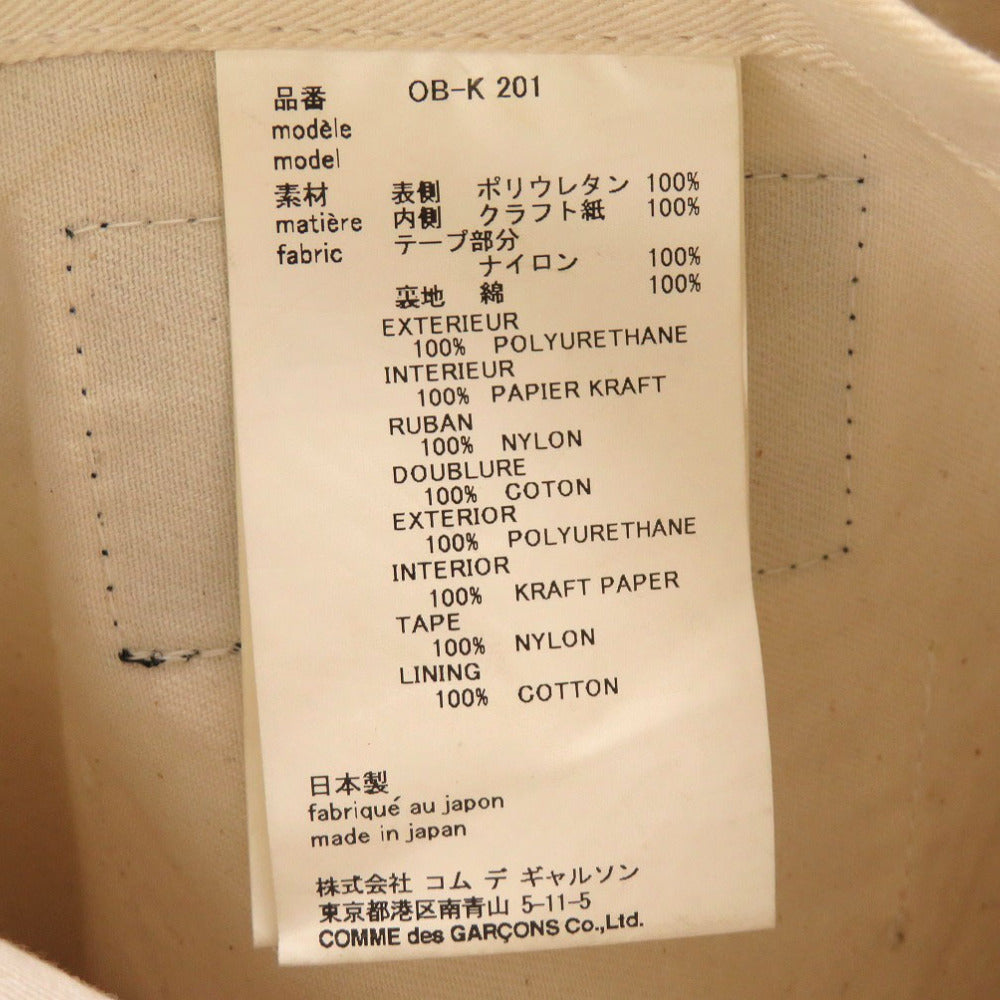 品番 OB-K 201
modèle
model
素材 表側 ポリウレタン 100%
matière 内側 クラフト紙 100%
fabric テープ部分
ナイロン 100%
裏地 綿 100%
EXTERIEUR
100% POLYURETHANE
INTERIEUR
100% PAPIER KRAFT
RUBAN
100% NYLON
DOUBLURE
100% COTON
EXTERIOR
100% POLYURETHANE
INTERIOR
100% KRAFT PAPER
TAPE
100% NYLON
LINING
100% COTTON
日本製
fabriqué au japon
made in japan
株式会社 コム デ ギャルソン
東京都港区南青山 5-11-5
COMME des GARÇONS Co.,Ltd.